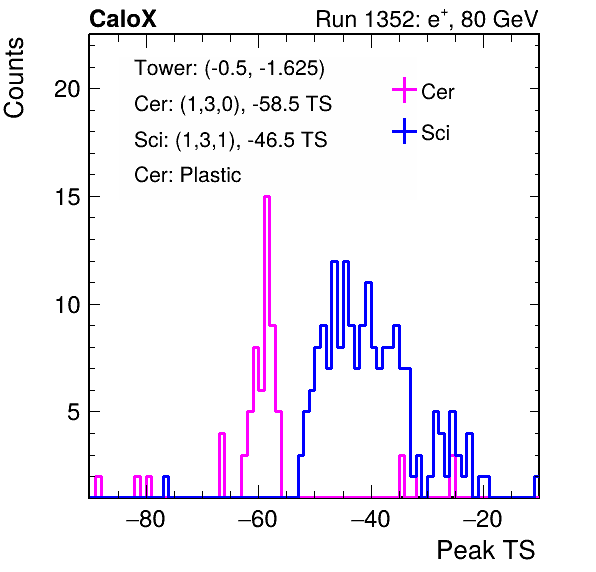 CaloX Run 1352: e⁺, 80 GeV
Counts
Tower: (-0.5, -1.625)
Cer: (1,3,0), -58.5 TS
Sci: (1,3,1), -46.5 TS
Cer: Plastic
Cer
Sci
20
15
10
5
−80 −60 −40 −20
Peak TS